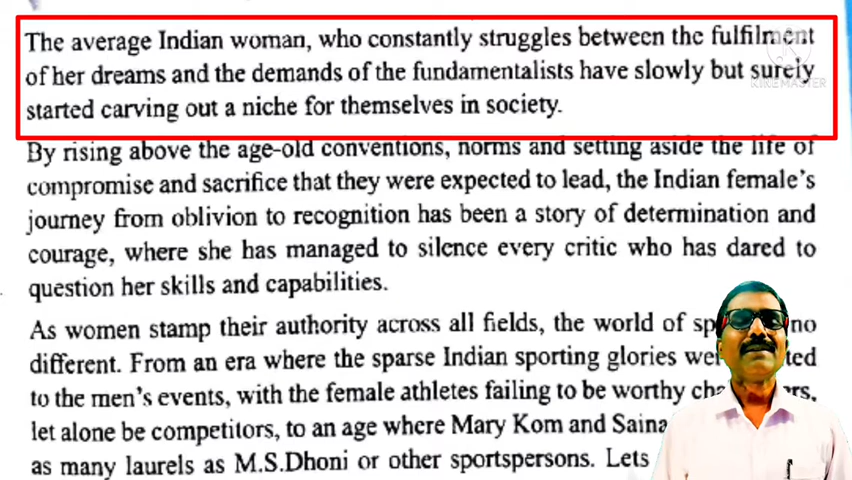 The average Indian woman, who constantly struggles between the fulfilment
of her dreams and the demands of the fundamentalists have slowly but surely
KINEMASTER
started carving out a niche for themselves in society.
By rising above the age-old conventions, norms and setting aside the life of
compromise and sacrifice that they were expected to lead, the Indian female's
journey from oblivion to recognition has been a story of determination and
courage, where she has managed to silence every critic who has dared to
question her skills and capabilities.
As women stamp their authority across all fields, the world of no
different. From an era where the sparse Indian sporting glories
to the men's events, with the female athletes failing to be worthy
let alone be competitors, to an age where Mary Kom and Saina
as many laurels as M.S.Dhoni or other sportspersons. Lets